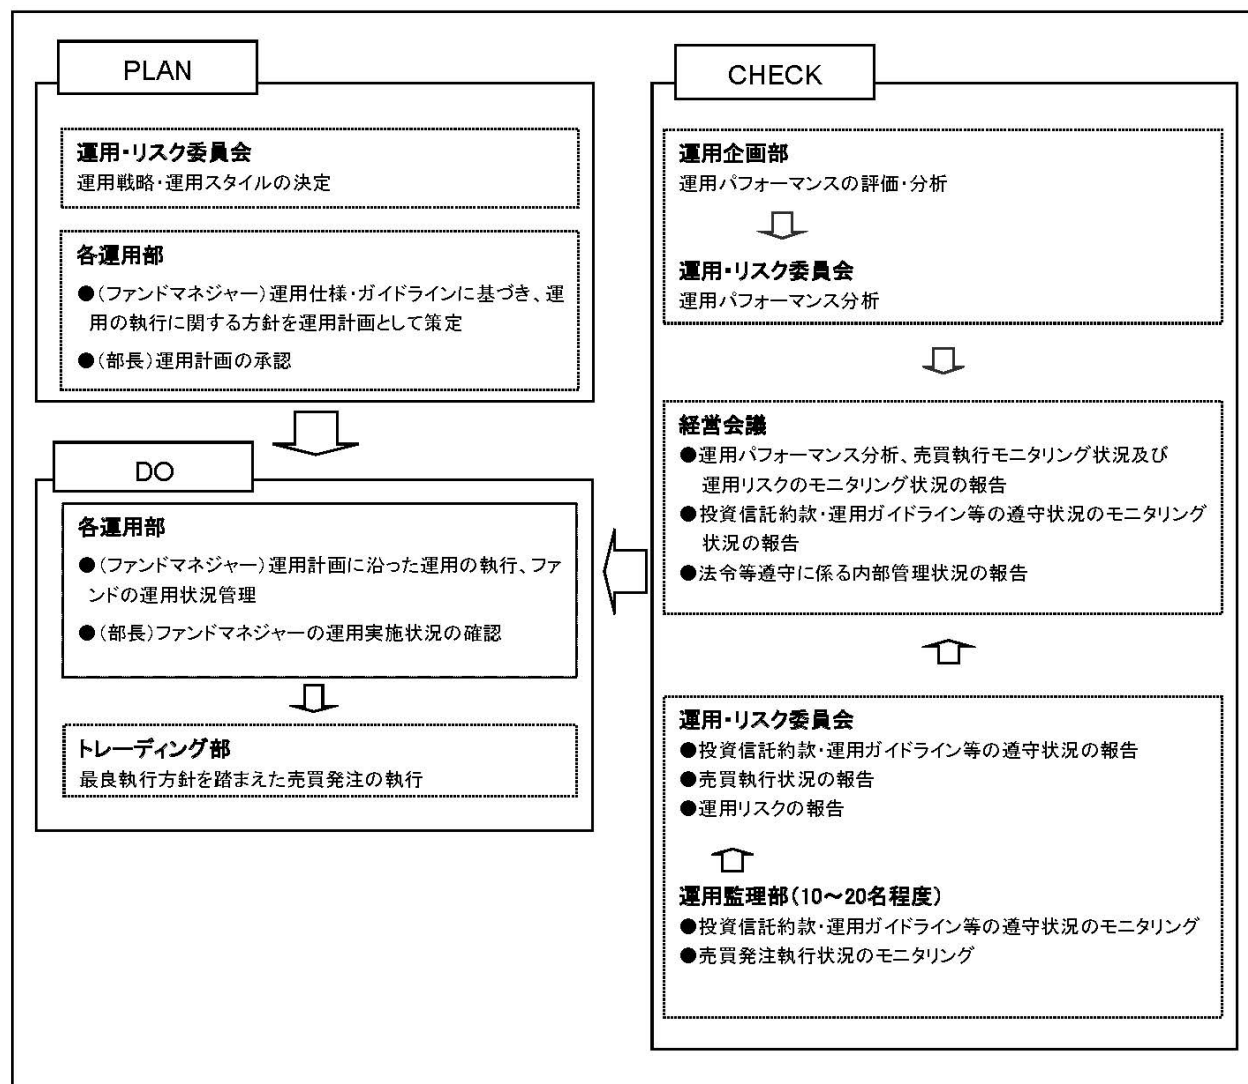 PLAN
運用・リスク委員会
運用戦略・運用スタイルの決定
各運用部
●（ファンドマネジャー）運用仕様・ガイドラインに基づき、運
用の執行に関する方針を運用計画として策定
●（部長）運用計画の承認
DO
各運用部
●（ファンドマネジャー）運用計画に沿った運用の執行、ファ
ンドの運用状況管理
●（部長）ファンドマネジャーの運用実施状況の確認
トレーディング部
最良執行方針を踏まえた売買発注の執行
CHECK
運用企画部
運用パフォーマンスの評価・分析
運用・リスク委員会
運用パフォーマンス分析
経営会議
●運用パフォーマンス分析、売買執行モニタリング状況及び
運用リスクのモニタリング状況の報告
●投資信託約款・運用ガイドライン等の遵守状況のモニタリング
状況の報告
●法令等遵守に係る内部管理状況の報告
運用・リスク委員会
●投資信託約款・運用ガイドライン等の遵守状況の報告
●売買執行状況の報告
●運用リスクの報告
運用監理部（10～20名程度）
●投資信託約款・運用ガイドライン等の遵守状況のモニタリング
●売買発注執行状況のモニタリング